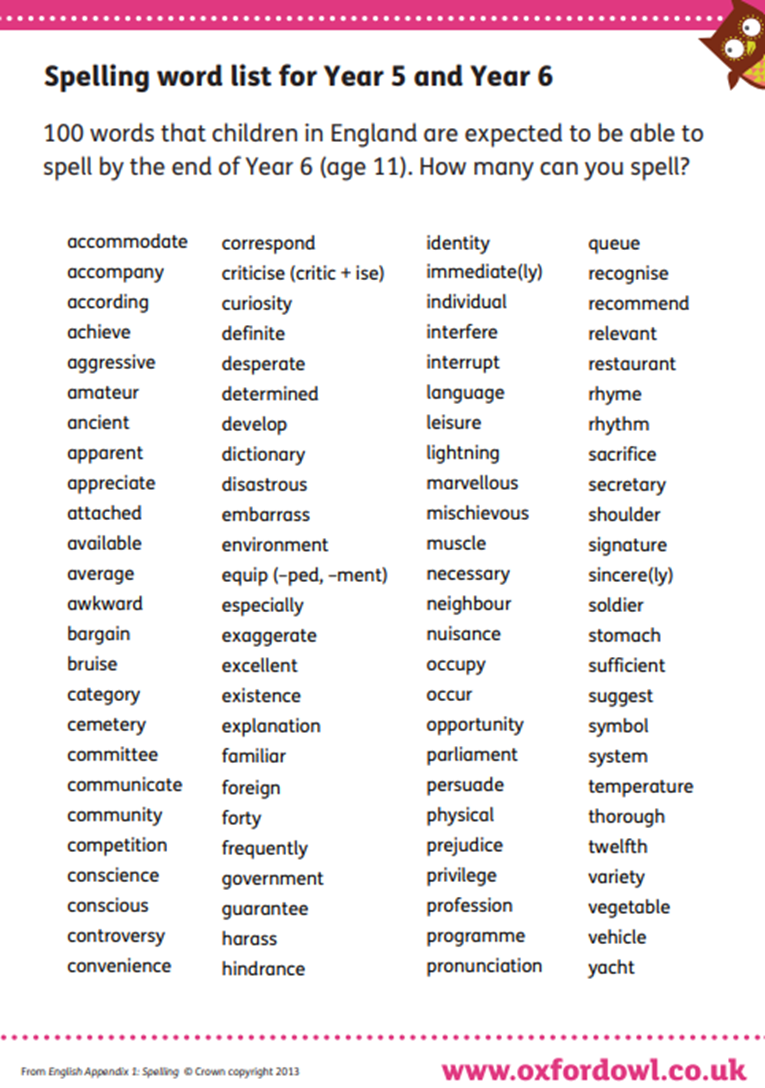 Spelling word list for Year 5 and Year 6
100 words that children in England are expected to be able to
spell by the end of Year 6 (age 11). How many can you spell?
accommodate
accompany
according
achieve
aggressive
amateur
ancient
apparent
appreciate
attached
available
average
awkward
bargain
bruise
category
cemetery
committee
communicate
community
competition
conscience
conscious
controversy
convenience
correspond
criticise (critic + ise)
curiosity
definite
desperate
determined
develop
dictionary
disastrous
embarrass
environment
equip (–ped, –ment)
especially
exaggerate
excellent
existence
explanation
familiar
foreign
forty
frequently
government
guarantee
harass
hindrance
identity
immediate(ly)
individual
interfere
interrupt
language
leisure
lightning
marvellous
mischievous
muscle
necessary
neighbour
nuisance
occupy
occur
opportunity
parliament
persuade
physical
prejudice
privilege
profession
programme
pronunciation
queue
recognise
recommend
relevant
restaurant
rhyme
rhythm
sacrifice
secretary
shoulder
signature
sincere(ly)
soldier
stomach
sufficient
suggest
symbol
system
temperature
thorough
twelfth
variety
vegetable
vehicle
yacht
From English Appendix 1: Spelling © Crown copyright 2013
www.oxfordowl.co.uk